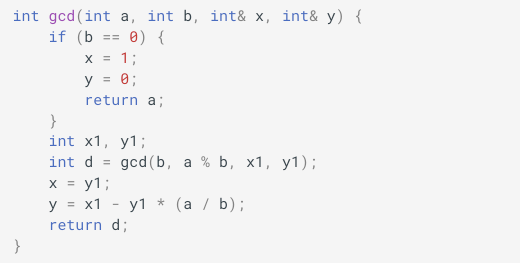 int gcd(int a, int b, int& x, int& y) {
    if (b == 0) {
        x = 1;
        y = 0;
        return a;
    }
    int x1, y1;
    int d = gcd(b, a % b, x1, y1);
    x = y1;
    y = x1 - y1 * (a / b);
    return d;
}